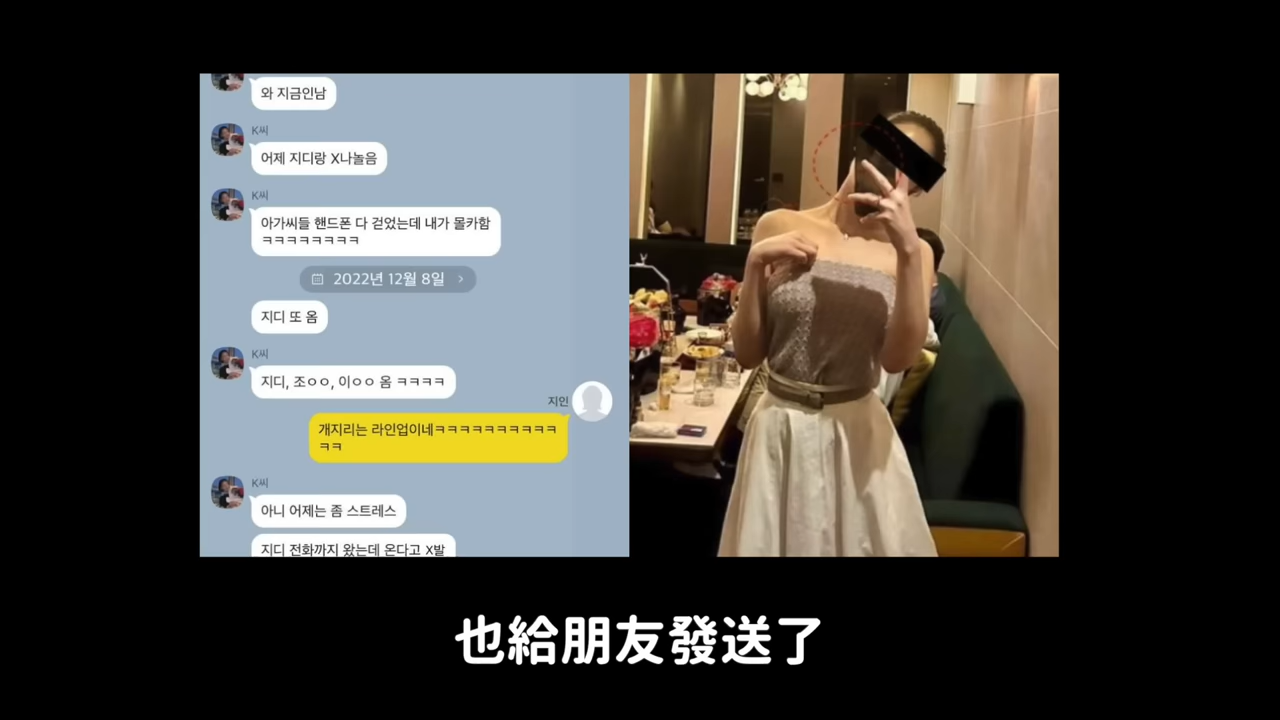 와 지금인남
K씨
어제 지디랑 X나놀음
K씨
아가씨들 핸드폰 다 걷었는데 내가 몰카함
ㅋㅋㅋㅋㅋㅋㅋㅋ
2022년 12월 8일
지디 또 옴
K씨
지디, 조ㅇㅇ, 이ㅇㅇ 옴 ㅋㅋㅋㅋ
지인
개지리는 라인업이네ㅋㅋㅋㅋㅋㅋㅋㅋㅋㅋ
ㅋㅋ
K씨
아니 어제는 좀 스트레스
지디 전화까지 왔는데 온다고 X발
也給朋友發送了